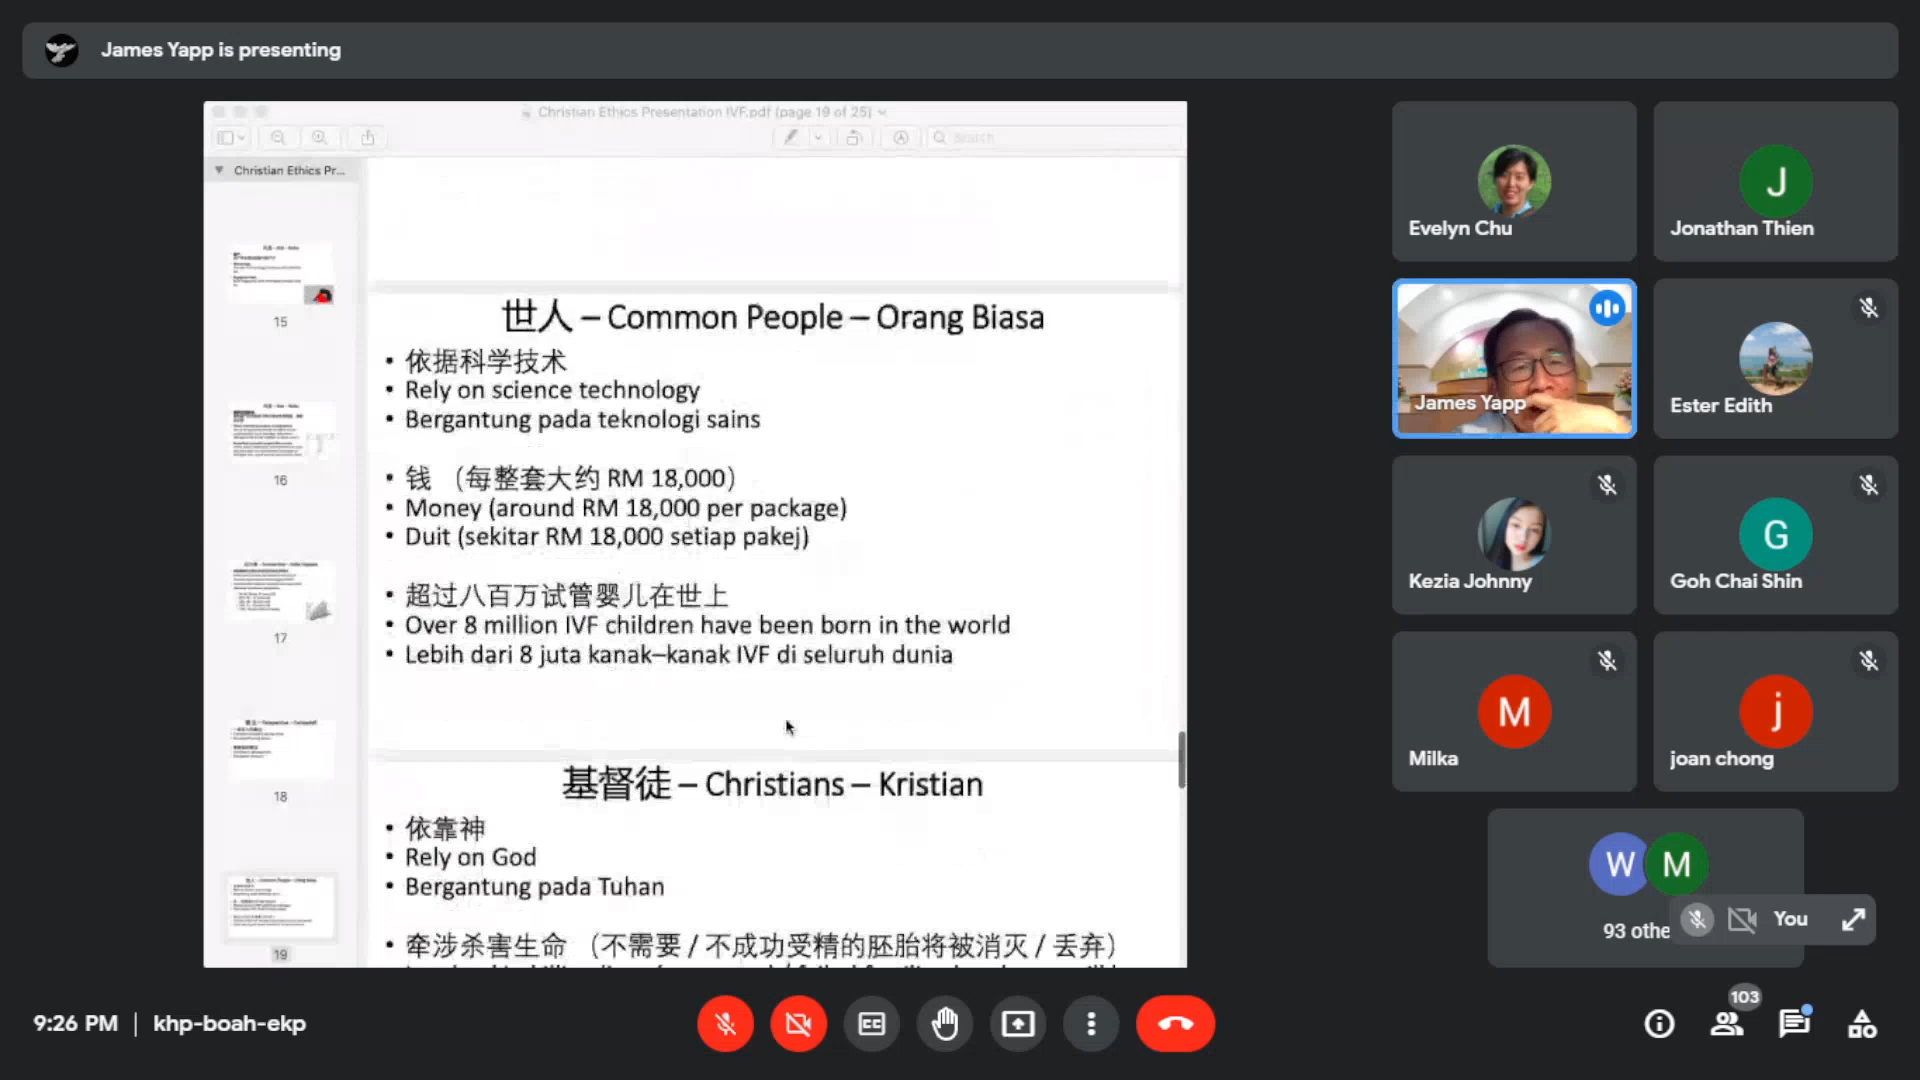 James Yapp is presenting
Christian Ethics Presentation IVF.pdf (page 19 of 25)
Search
Christian Ethics Pr...
15
16
17
18
19
世人 – Common People – Orang Biasa
• 依据科学技术
• Rely on science technology
• Bergantung pada teknologi sains
• 钱 （每整套大约 RM 18,000）
• Money (around RM 18,000 per package)
• Duit (sekitar RM 18,000 setiap pakej)
• 超过八百万试管婴儿在世上
• Over 8 million IVF children have been born in the world
• Lebih dari 8 juta kanak–kanak IVF di seluruh dunia
基督徒 – Christians – Kristian
• 依靠神
• Rely on God
• Bergantung pada Tuhan
• 牵涉杀害生命 （不需要 / 不成功受精的胚胎将被消灭 / 丢弃）
Evelyn Chu
J
Jonathan Thien
James Yapp
Ester Edith
Kezia Johnny
G
Goh Chai Shin
M
Milka
j
joan chong
W
M
93 othe
You
9:26 PM | khp-boah-ekp
CC
103